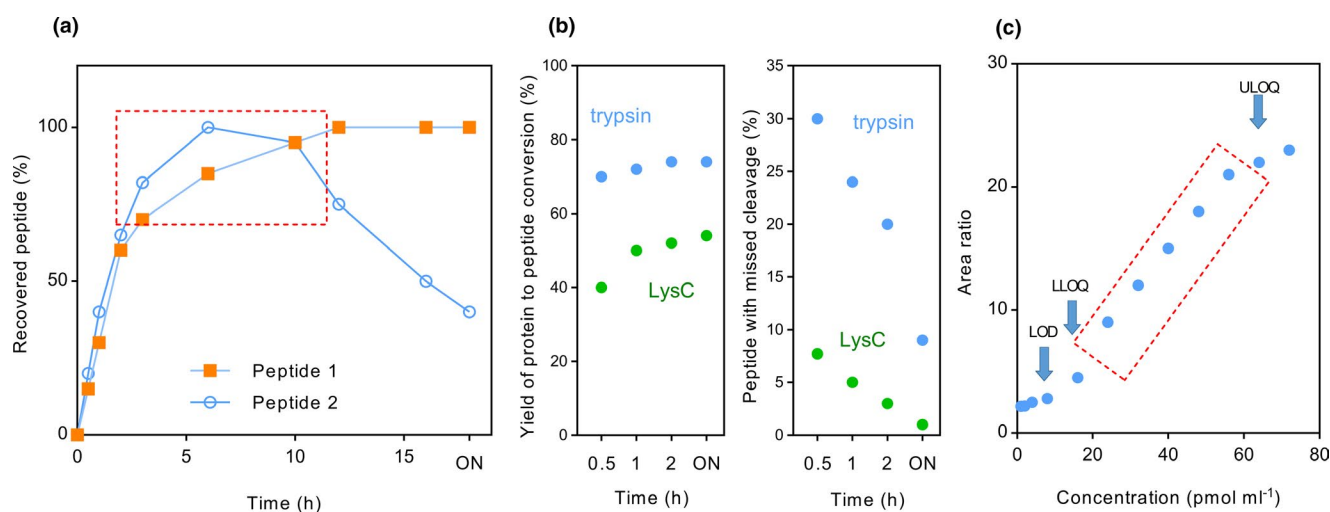 (a)
Recovered peptide (%)
100
50
0
Peptide 1
Peptide 2
0
5
10
15
ON
Time (h)
(b)
Yield of protein to peptide conversion (%)
100
80
60
40
20
0
trypsin
LysC
0.5
1
2
ON
Time (h)
Peptide with missed cleavage (%)
35
30
25
20
15
10
5
0
trypsin
LysC
0.5
1
2
ON
Time (h)
(c)
Area ratio
30
20
10
0
ULOQ
LLOQ
LOD
0
20
40
60
80
Concentration (pmol ml⁻¹)